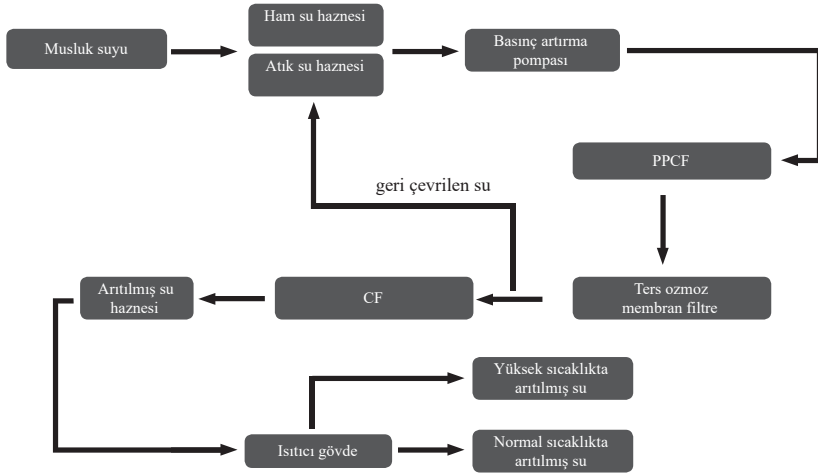 Musluk suyu
Ham su haznesi
Atık su haznesi
Basınç artırma
pompası
PPCF
geri çevrilen su
Arıtılmış su
haznesi
CF
Ters ozmoz
membran filtre
Yüksek sıcaklıkta
arıtılmış su
Isıtıcı gövde
Normal sıcaklıkta
arıtılmış su